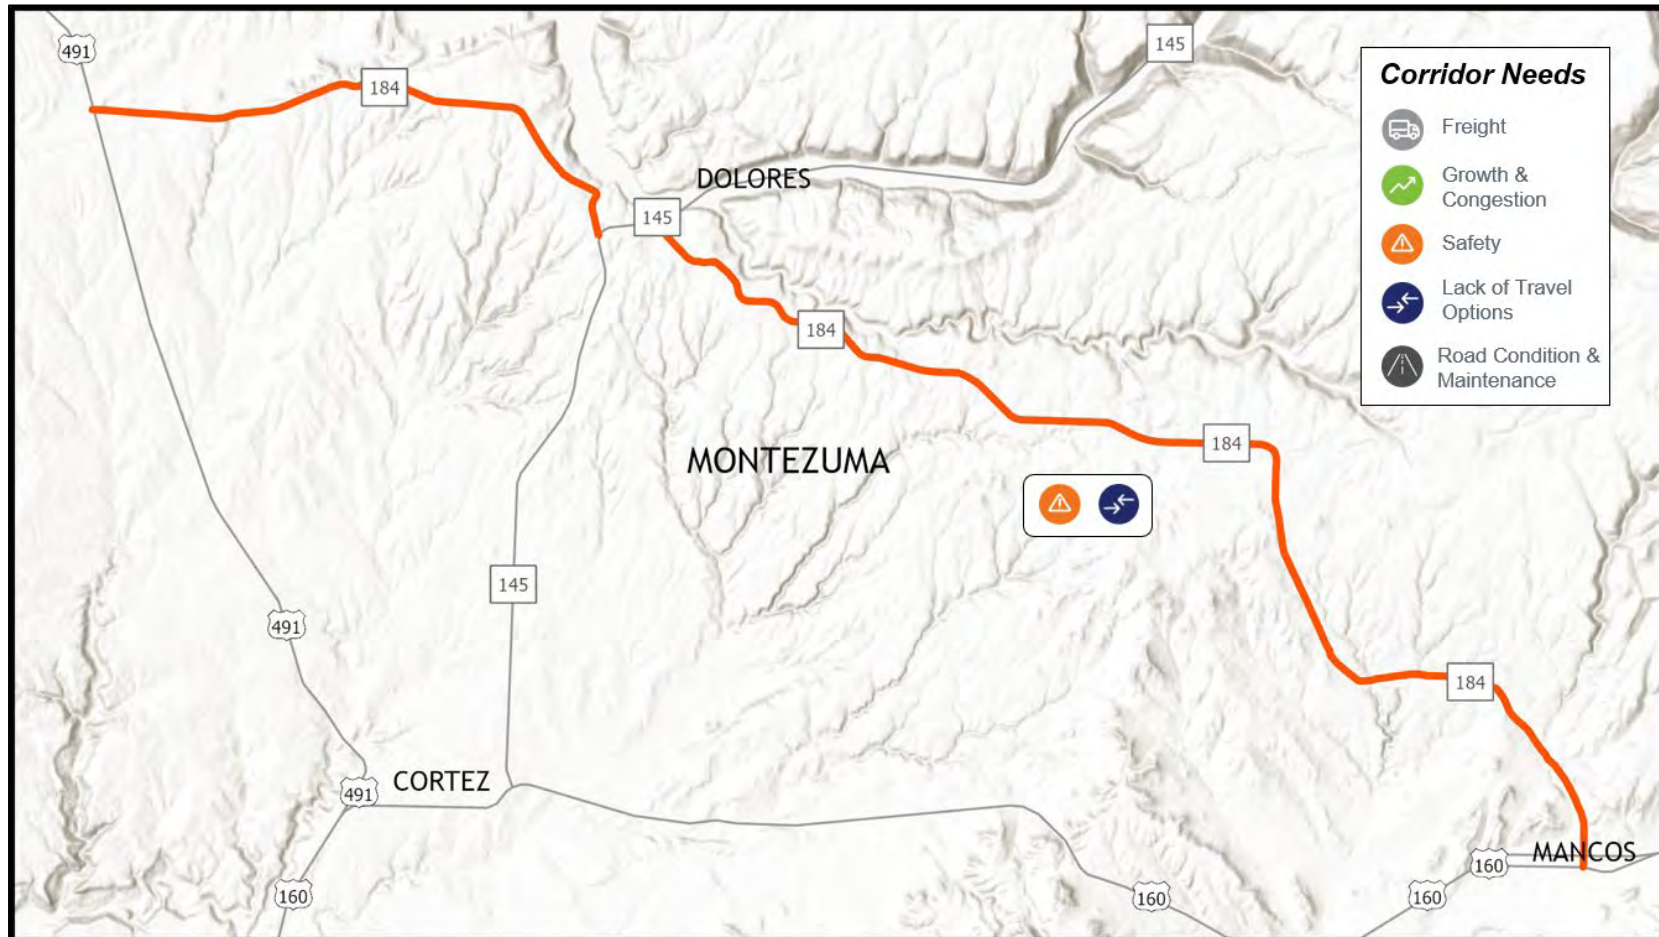 491
184
145
Corridor Needs
Freight
Growth &
Congestion
Safety
Lack of Travel
Options
Road Condition &
Maintenance
DOLORES
145
184
MONTEZUMA
184
145
491
184
CORTEZ
491
MANCOS
160
160
160
160